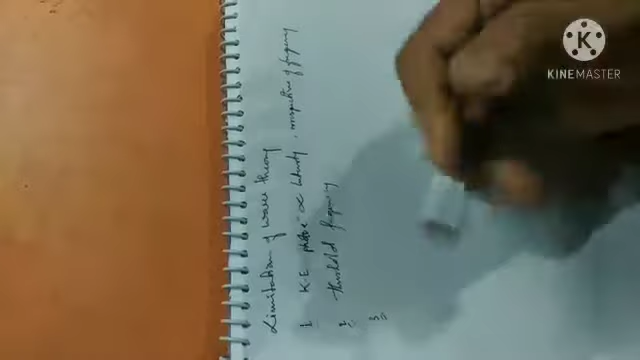 Limitation of wave theory
1 K.E photo e⁻ ∝ Intensity, irrespective of frequency
2 threshold frequency
3
K
KINEMASTER